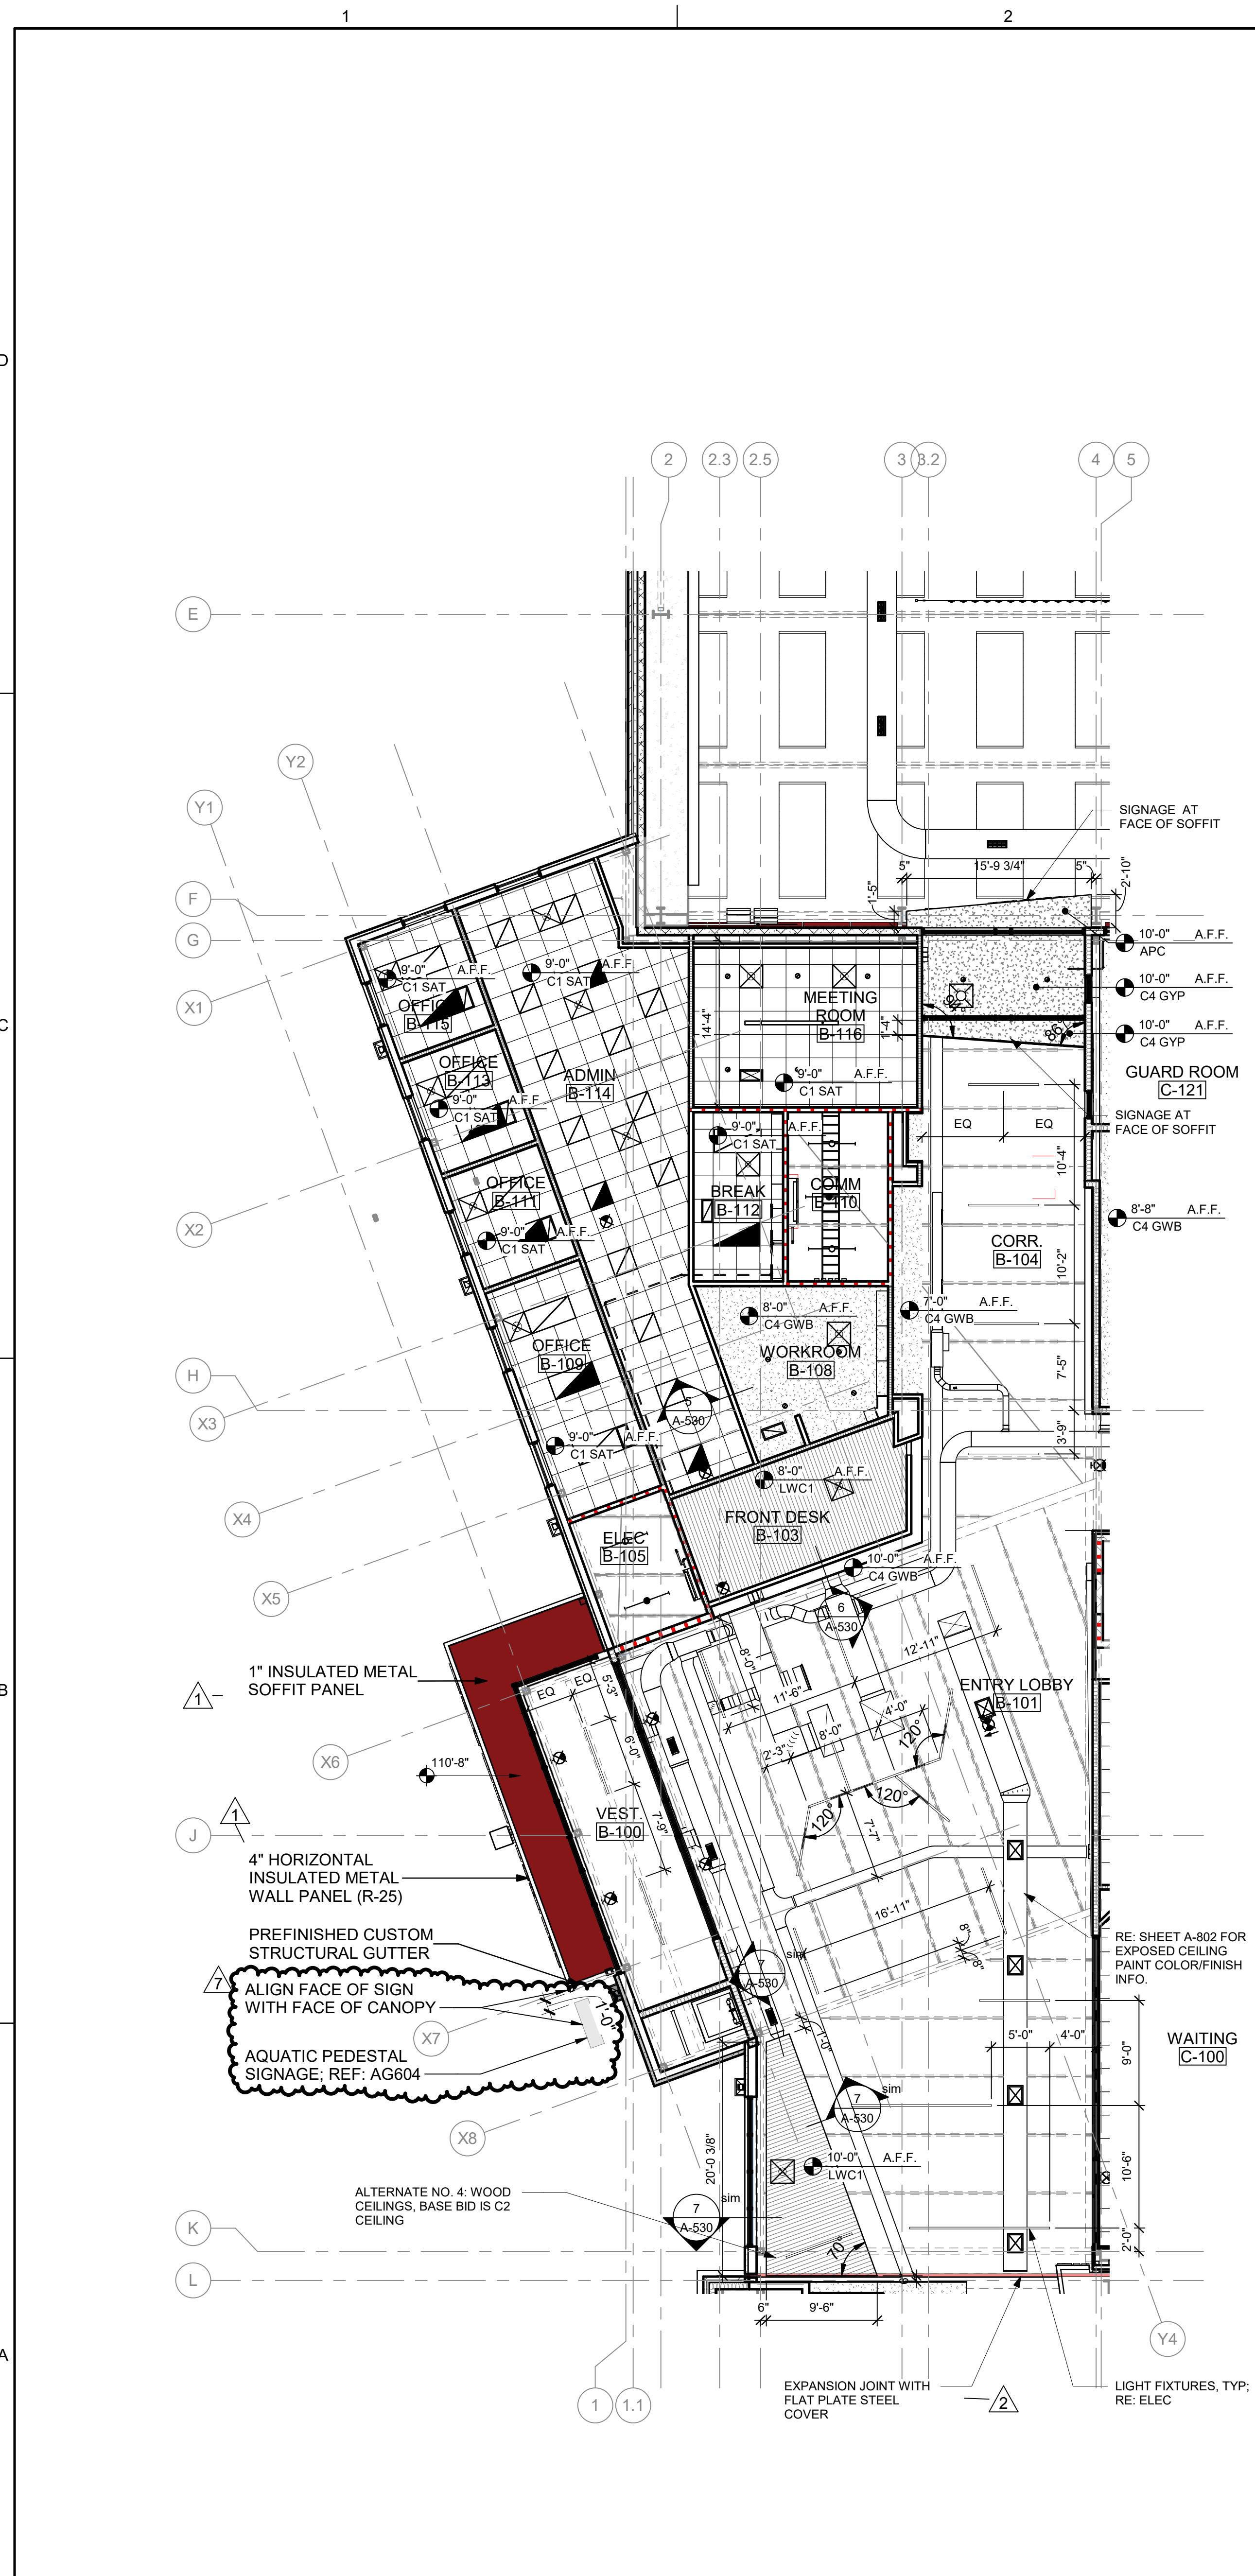 1
2
D
C
B
A
2
2.3
2.5
3
3.2
4
5
E
Y2
Y1
F
G
X1
X2
H
X3
X4
X5
X6
J
X7
X8
K
L
1
1.1
Y4
SIGNAGE AT
FACE OF SOFFIT
5"
15'-9 3/4"
5"
2'-10"
1'-5"
10'-0" A.F.F.
APC
10'-0" A.F.F.
C4 GYP
10'-0" A.F.F.
C4 GYP
86°
GUARD ROOM
C-121
SIGNAGE AT
FACE OF SOFFIT
9'-0" A.F.F.
C1 SAT
OFFICE
B-115
9'-0" A.F.F
C1 SAT
MEETING
ROOM
B-116
14'-4"
1'-4"
9'-0" A.F.F.
C1 SAT
OFFICE
B-113
9'-0" A.F.F
C1 SAT
ADMIN
B-114
EQ
EQ
10'-4"
9'-0" A.F.F.
C1 SAT
BREAK
B-112
COMM
B-110
OFFICE
B-111
9'-0" A.F.F.
C1 SAT
8'-8" A.F.F.
C4 GWB
CORR.
B-104
10'-2"
7'-0" A.F.F.
C4 GWB
8'-0" A.F.F.
C4 GWB
WORKROOM
B-108
OFFICE
B-109
7'-5"
5
A-530
9'-0" A.F.F.
C1 SAT
3'-9"
8'-0" A.F.F.
LWC1
FRONT DESK
B-103
ELEC
B-105
10'-0" A.F.F.
C4 GWB
6
A-530
12'-11"
8'-0"
ENTRY LOBBY
B-101
11'-6"
4'-0"
8'-0"
2'-3"
120°
120°
120°
7'-7"
1" INSULATED METAL
SOFFIT PANEL
1
EQ
EQ
5'-3"
6'-0"
7'-9"
110'-8"
VEST.
B-100
1
4" HORIZONTAL
INSULATED METAL
WALL PANEL (R-25)
16'-11"
8"
8"
PREFINISHED CUSTOM
STRUCTURAL GUTTER
7
ALIGN FACE OF SIGN
WITH FACE OF CANOPY
1'-0"
AQUATIC PEDESTAL
SIGNAGE; REF: AG604
7
A-530
sim
RE: SHEET A-802 FOR
EXPOSED CEILING
PAINT COLOR/FINISH
INFO.
1'-0"
5'-0"
4'-0"
9'-0"
WAITING
C-100
7
A-530
sim
20'-0 3/8"
10'-0" A.F.F.
LWC1
10'-6"
ALTERNATE NO. 4: WOOD
CEILINGS, BASE BID IS C2
CEILING
7
A-530
sim
70°
2'-0"
6"
9'-6"
EXPANSION JOINT WITH
FLAT PLATE STEEL
COVER
2
LIGHT FIXTURES, TYP;
RE: ELEC